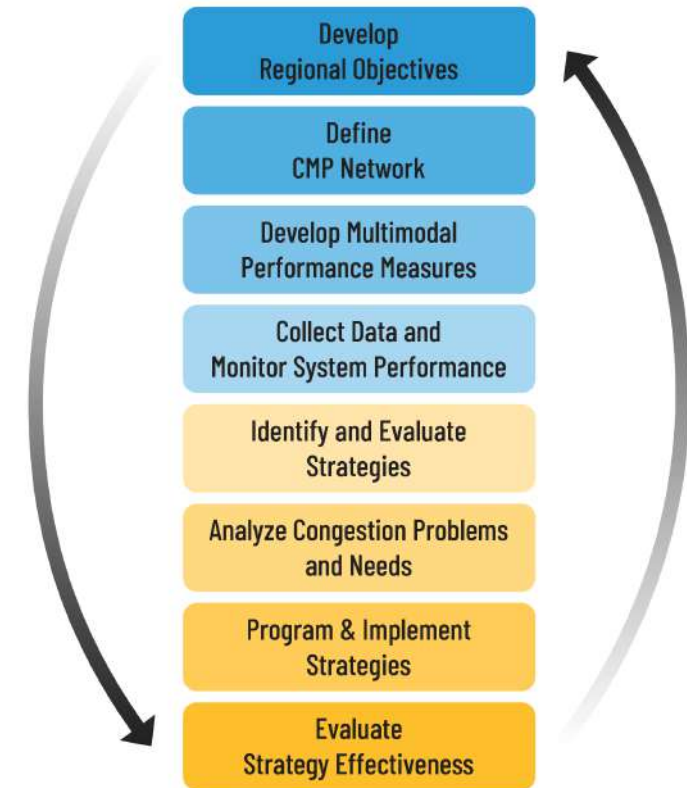 Develop
Regional Objectives
Define
CMP Network
Develop Multimodal
Performance Measures
Collect Data and
Monitor System Performance
Identify and Evaluate
Strategies
Analyze Congestion Problems
and Needs
Program & Implement
Strategies
Evaluate
Strategy Effectiveness